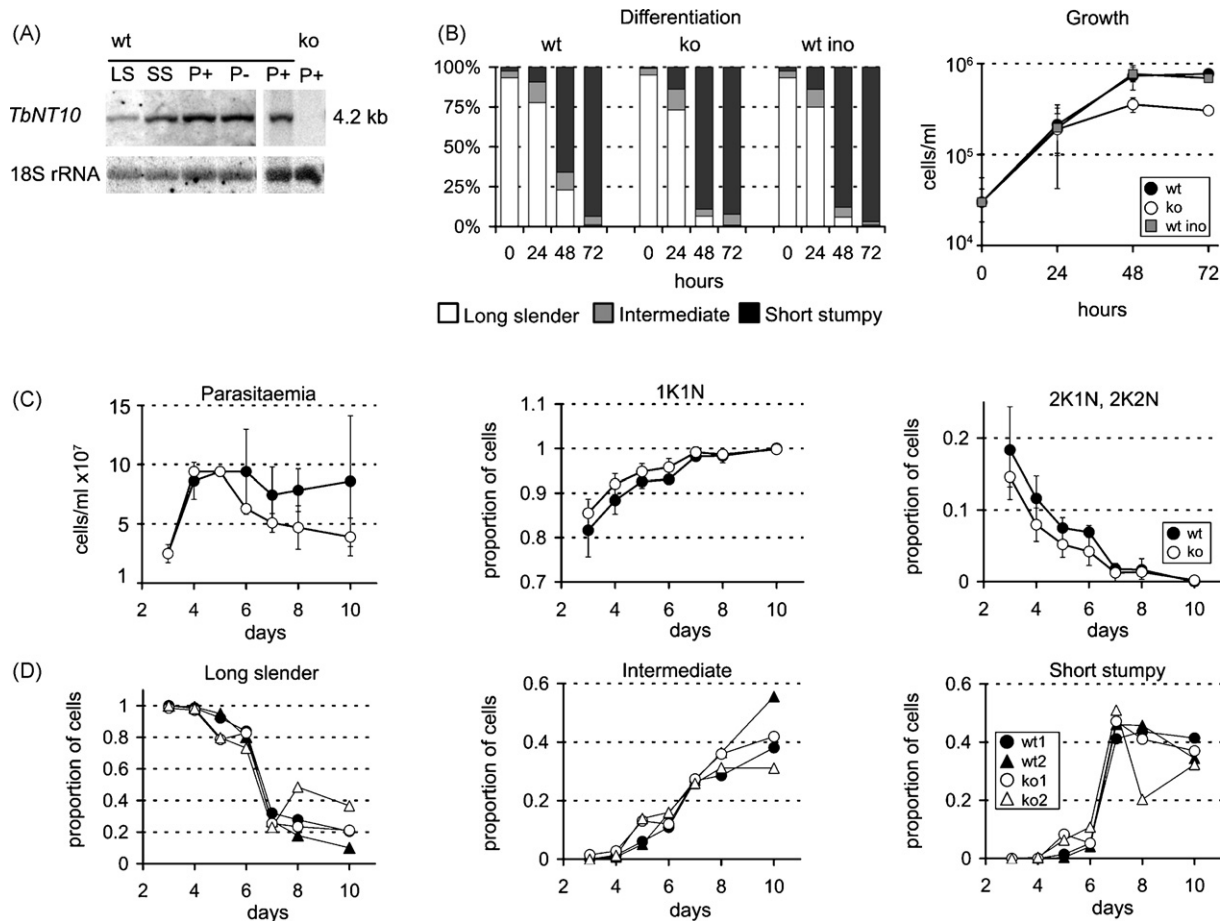 (A)
wt ko
LS SS P+ P- P+ P+
TbNT10 4.2 kb
18S rRNA
(B)
Differentiation
wt ko wt ino
100%
75%
50%
25%
0%
0 24 48 72 0 24 48 72 0 24 48 72
hours
Long slender Intermediate Short stumpy
Growth
cells/ml
10⁶
10⁵
10⁴
wt
ko
wt ino
0 24 48 72
hours
(C)
Parasitaemia
cells/ml x10⁷
15
10
5
1
2 4 6 8 10
days
1K1N
proportion of cells
1.1
1
0.9
0.8
0.7
2 4 6 8 10
days
2K1N, 2K2N
proportion of cells
0.2
0.1
0
wt
ko
2 4 6 8 10
days
(D)
Long slender
proportion of cells
1
0.8
0.6
0.4
0.2
0
2 4 6 8 10
days
Intermediate
proportion of cells
0.6
0.4
0.2
0
2 4 6 8 10
days
Short stumpy
proportion of cells
0.6
0.4
0.2
0
wt1
wt2
ko1
ko2
2 4 6 8 10
days